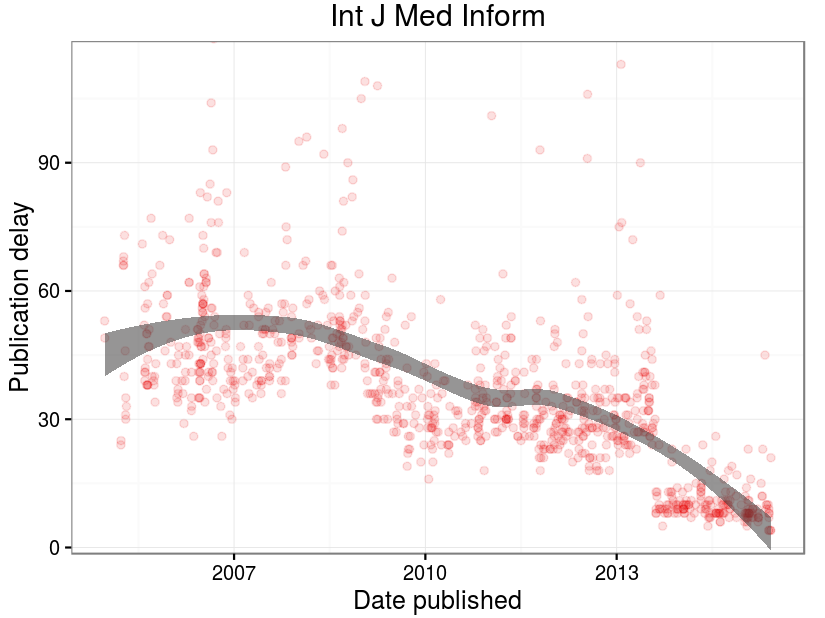 Int J Med Inform
Publication delay
90
60
30
0
2007
2010
2013
Date published